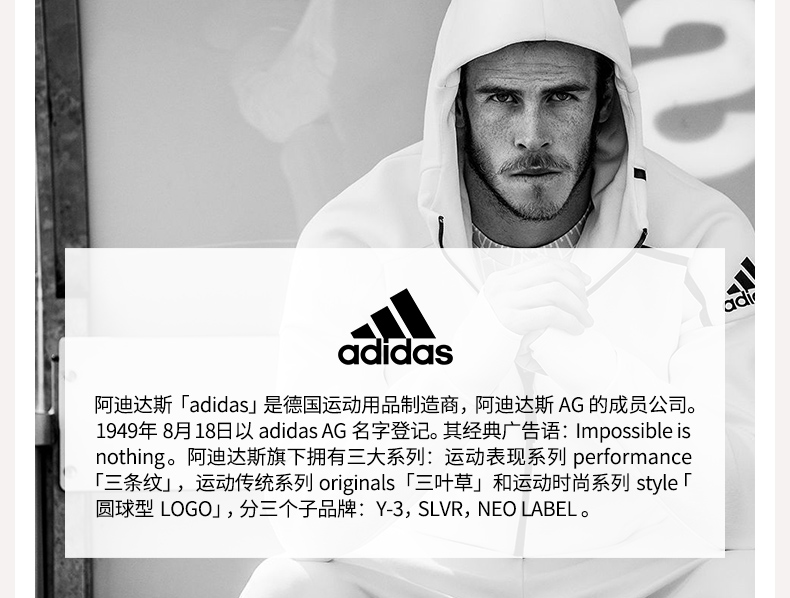 adidas
adidas
阿迪达斯「adidas」是德国运动用品制造商，阿迪达斯 AG 的成员公司。
1949年 8月18日以 adidas AG 名字登记。其经典广告语：Impossible is
nothing。阿迪达斯旗下拥有三大系列：运动表现系列 performance
「三条纹」，运动传统系列 originals「三叶草」和运动时尚系列 style「
圆球型 LOGO」，分三个子品牌：Y-3，SLVR，NEO LABEL 。